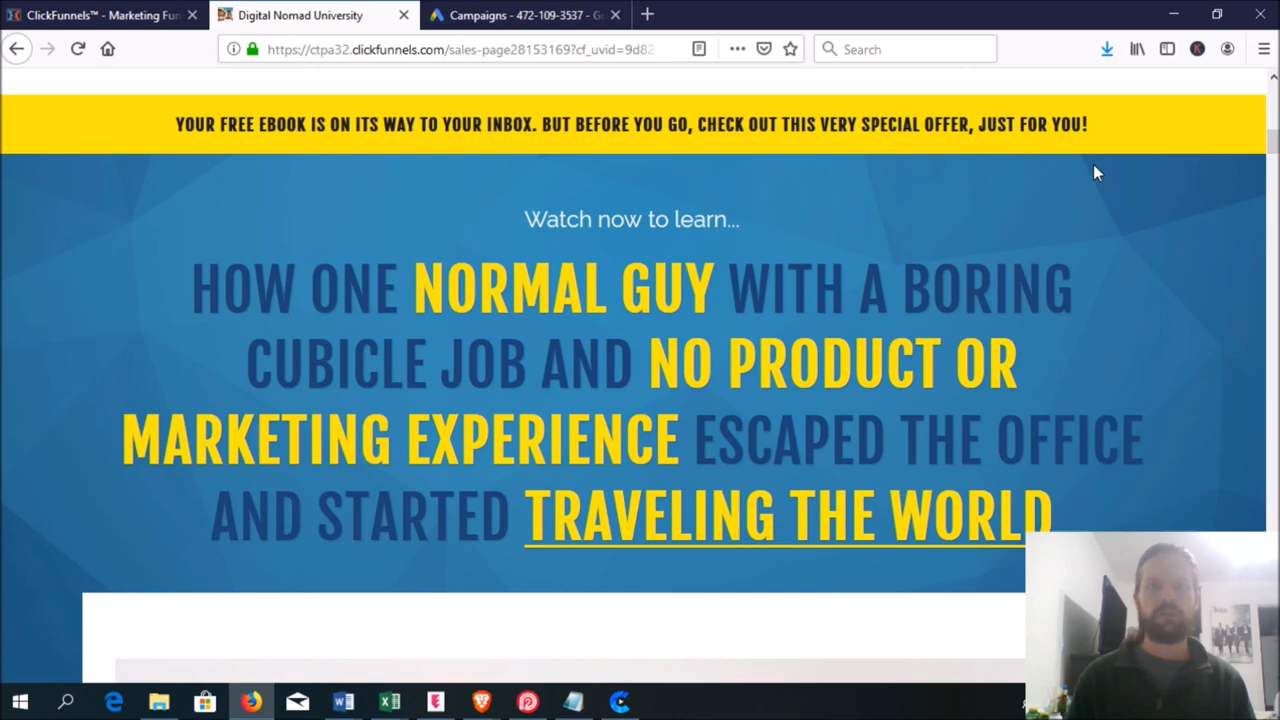 ClickFunnels™ - Marketing Fun
Digital Nomad University
Campaigns - 472-109-3537 - Go
https://ctpa32.clickfunnels.com/sales-page28153169?cf_uvid=9d82
Search
YOUR FREE EBOOK IS ON ITS WAY TO YOUR INBOX. BUT BEFORE YOU GO, CHECK OUT THIS VERY SPECIAL OFFER, JUST FOR YOU!
Watch now to learn...
HOW ONE NORMAL GUY WITH A BORING
CUBICLE JOB AND NO PRODUCT OR
MARKETING EXPERIENCE ESCAPED THE OFFICE
AND STARTED TRAVELING THE WORLD